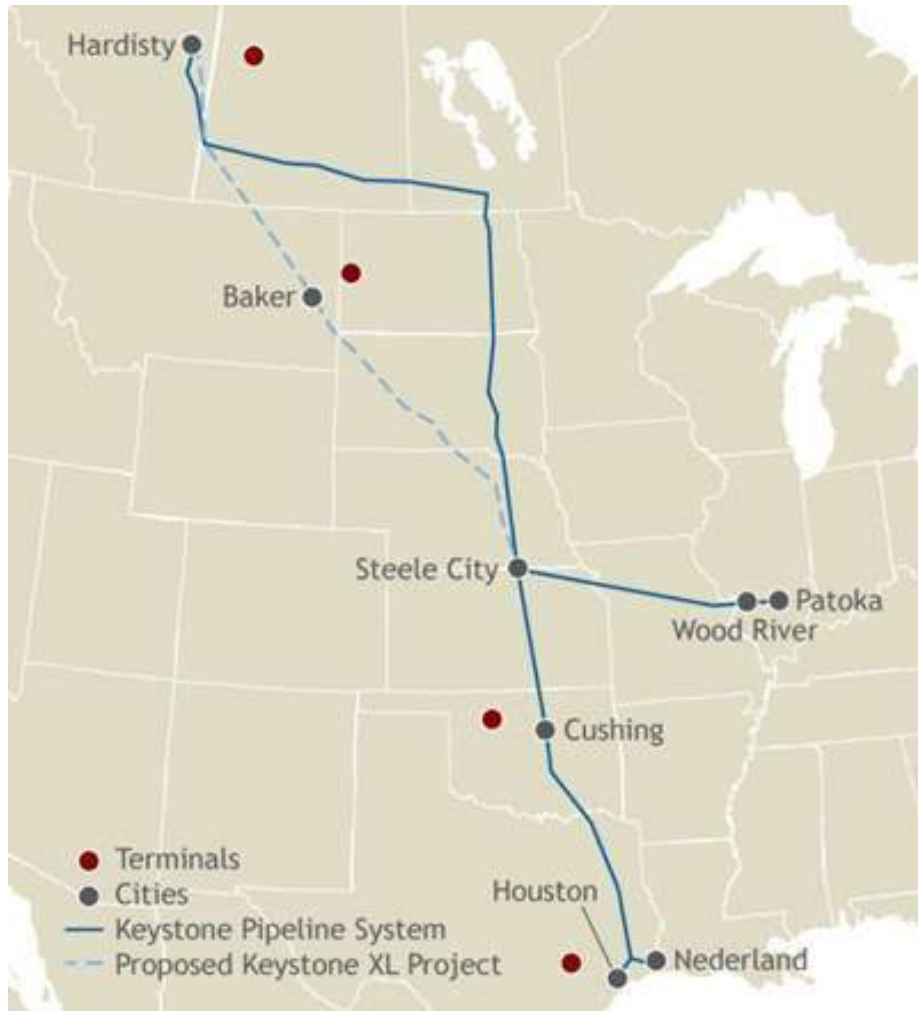 Hardisty
Baker
Steele City
Patoka
Wood River
Cushing
Terminals
Cities
Houston
Keystone Pipeline System
Nederland
Proposed Keystone XL Project